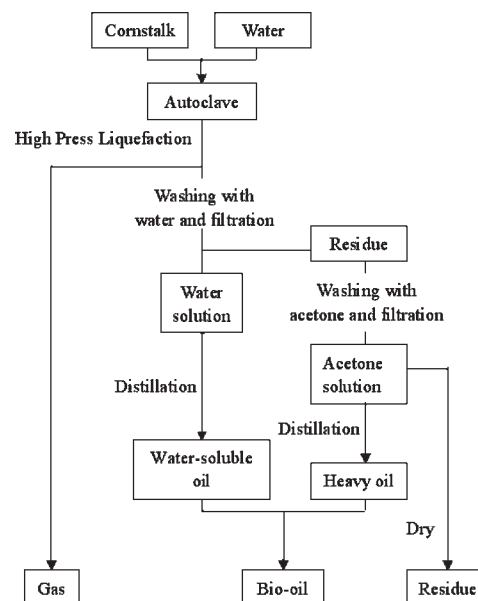 Cornstalk
Water
Autoclave
High Press Liquefaction
Washing with
water and filtration
Residue
Water
solution
Washing with
acetone and filtration
Acetone
solution
Distillation
Distillation
Water-soluble
oil
Heavy oil
Dry
Gas
Bio-oil
Residue